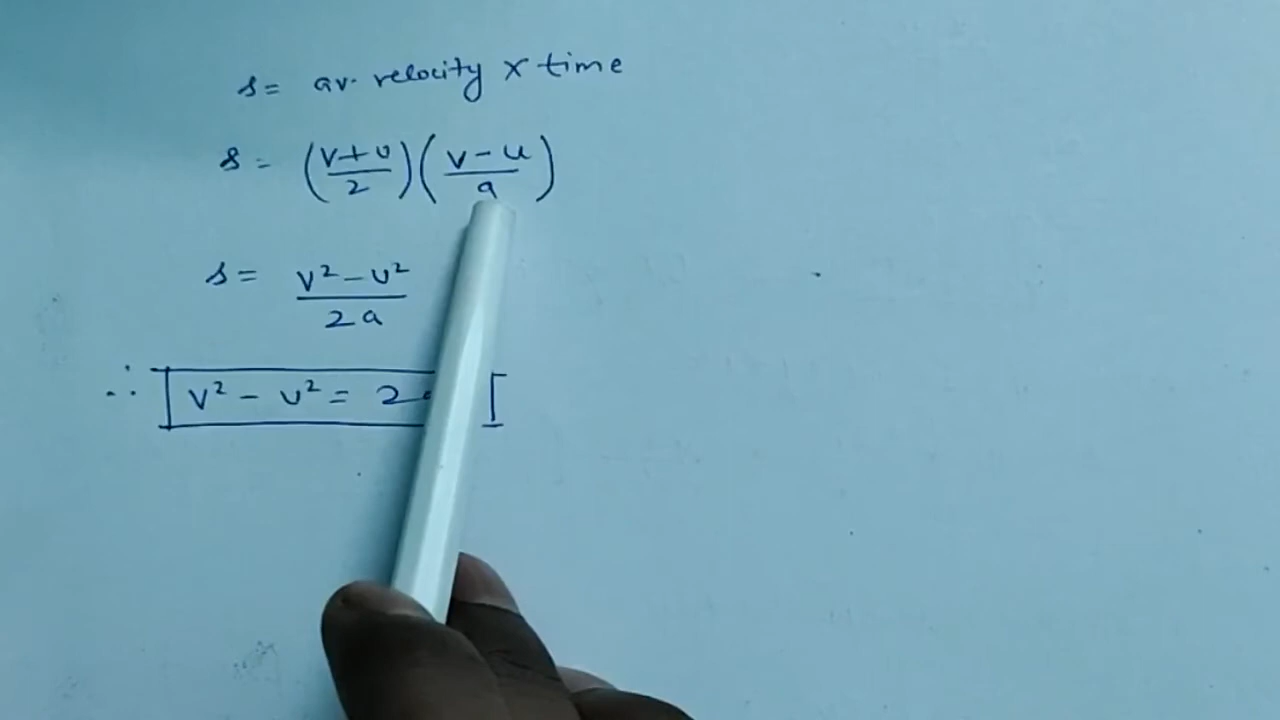 s = av. velocity x time
s = (v+u/2)(v-u/a)
s = v²-u²/2a
∴ v² - u² = 2